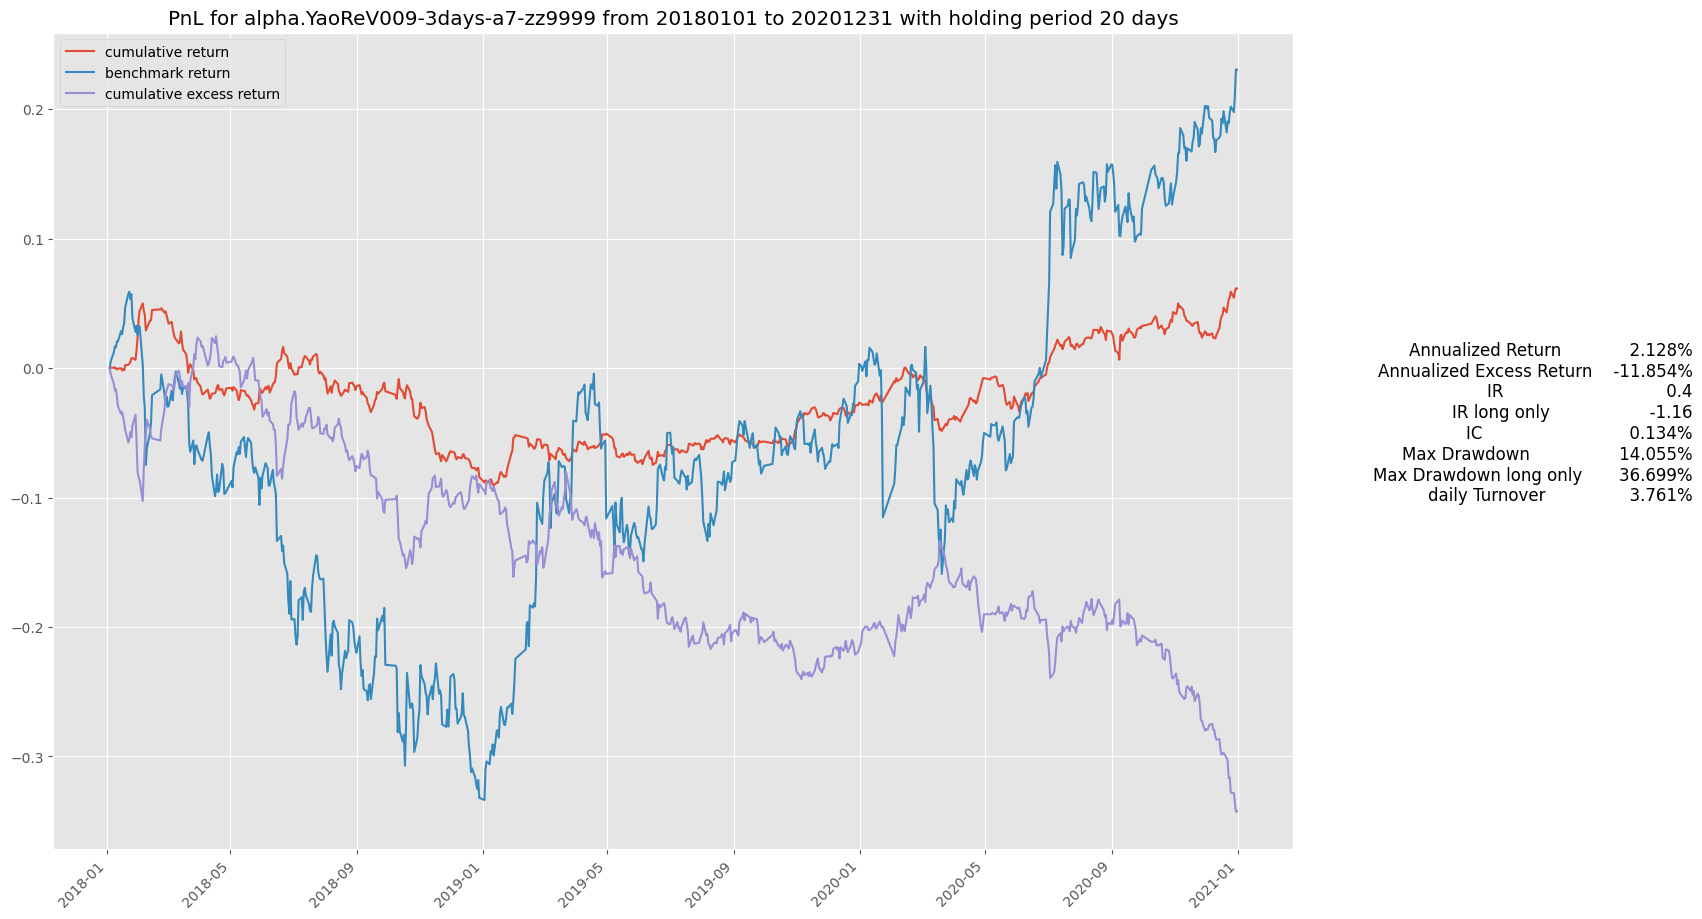 PnL for alpha.YaoReV009-3days-a7-zz9999 from 20180101 to 20201231 with holding period 20 days
cumulative return
benchmark return
cumulative excess return
0.2
0.1
0.0
−0.1
−0.2
−0.3
2018-01
2018-05
2018-09
2019-01
2019-05
2019-09
2020-01
2020-05
2020-09
2021-01
Annualized Return 2.128%
Annualized Excess Return -11.854%
IR 0.4
IR long only -1.16
IC 0.134%
Max Drawdown 14.055%
Max Drawdown long only 36.699%
daily Turnover 3.761%